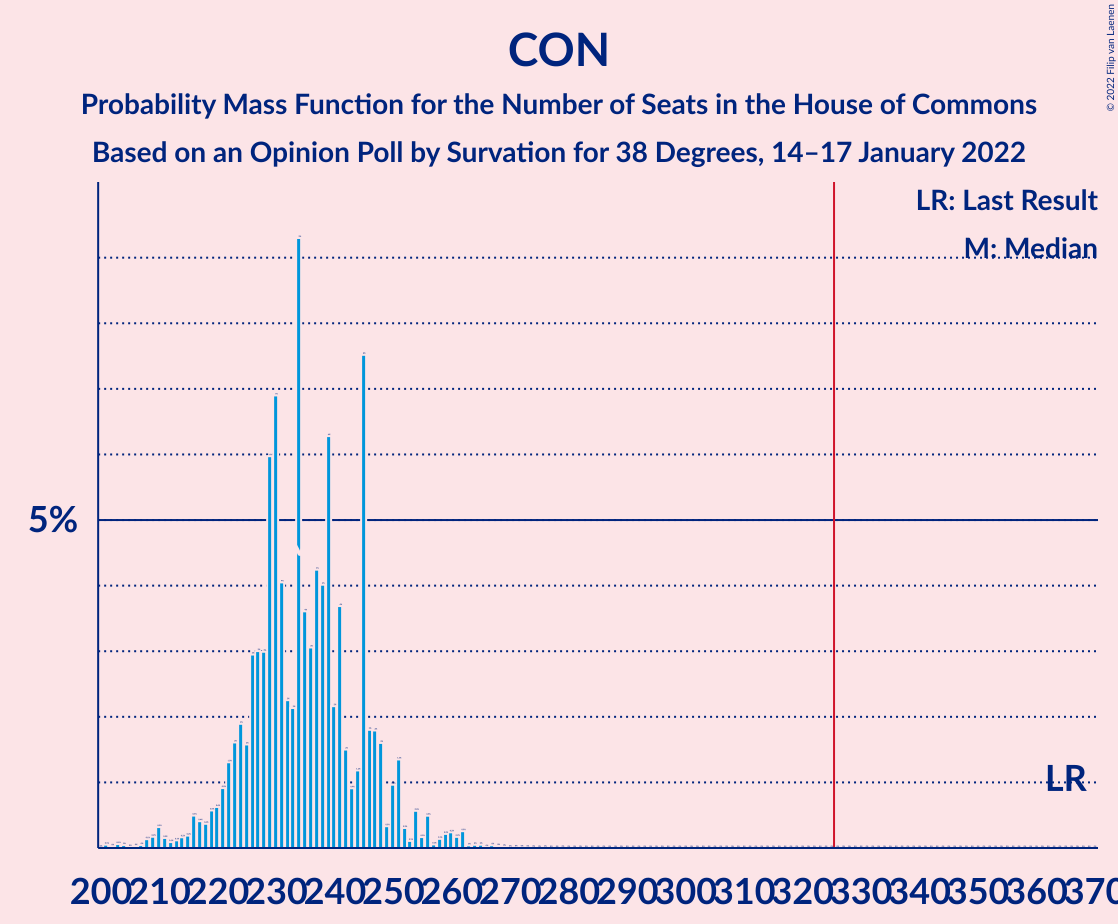 CON
Probability Mass Function for the Number of Seats in the House of Commons
Based on an Opinion Poll by Survation for 38 Degrees, 14–17 January 2022
© 2022 Filip van Laenen
LR: Last Result
M: Median
5%
LR
200 210 220 230 240 250 260 270 280 290 300 310 320 330 340 350 360 370